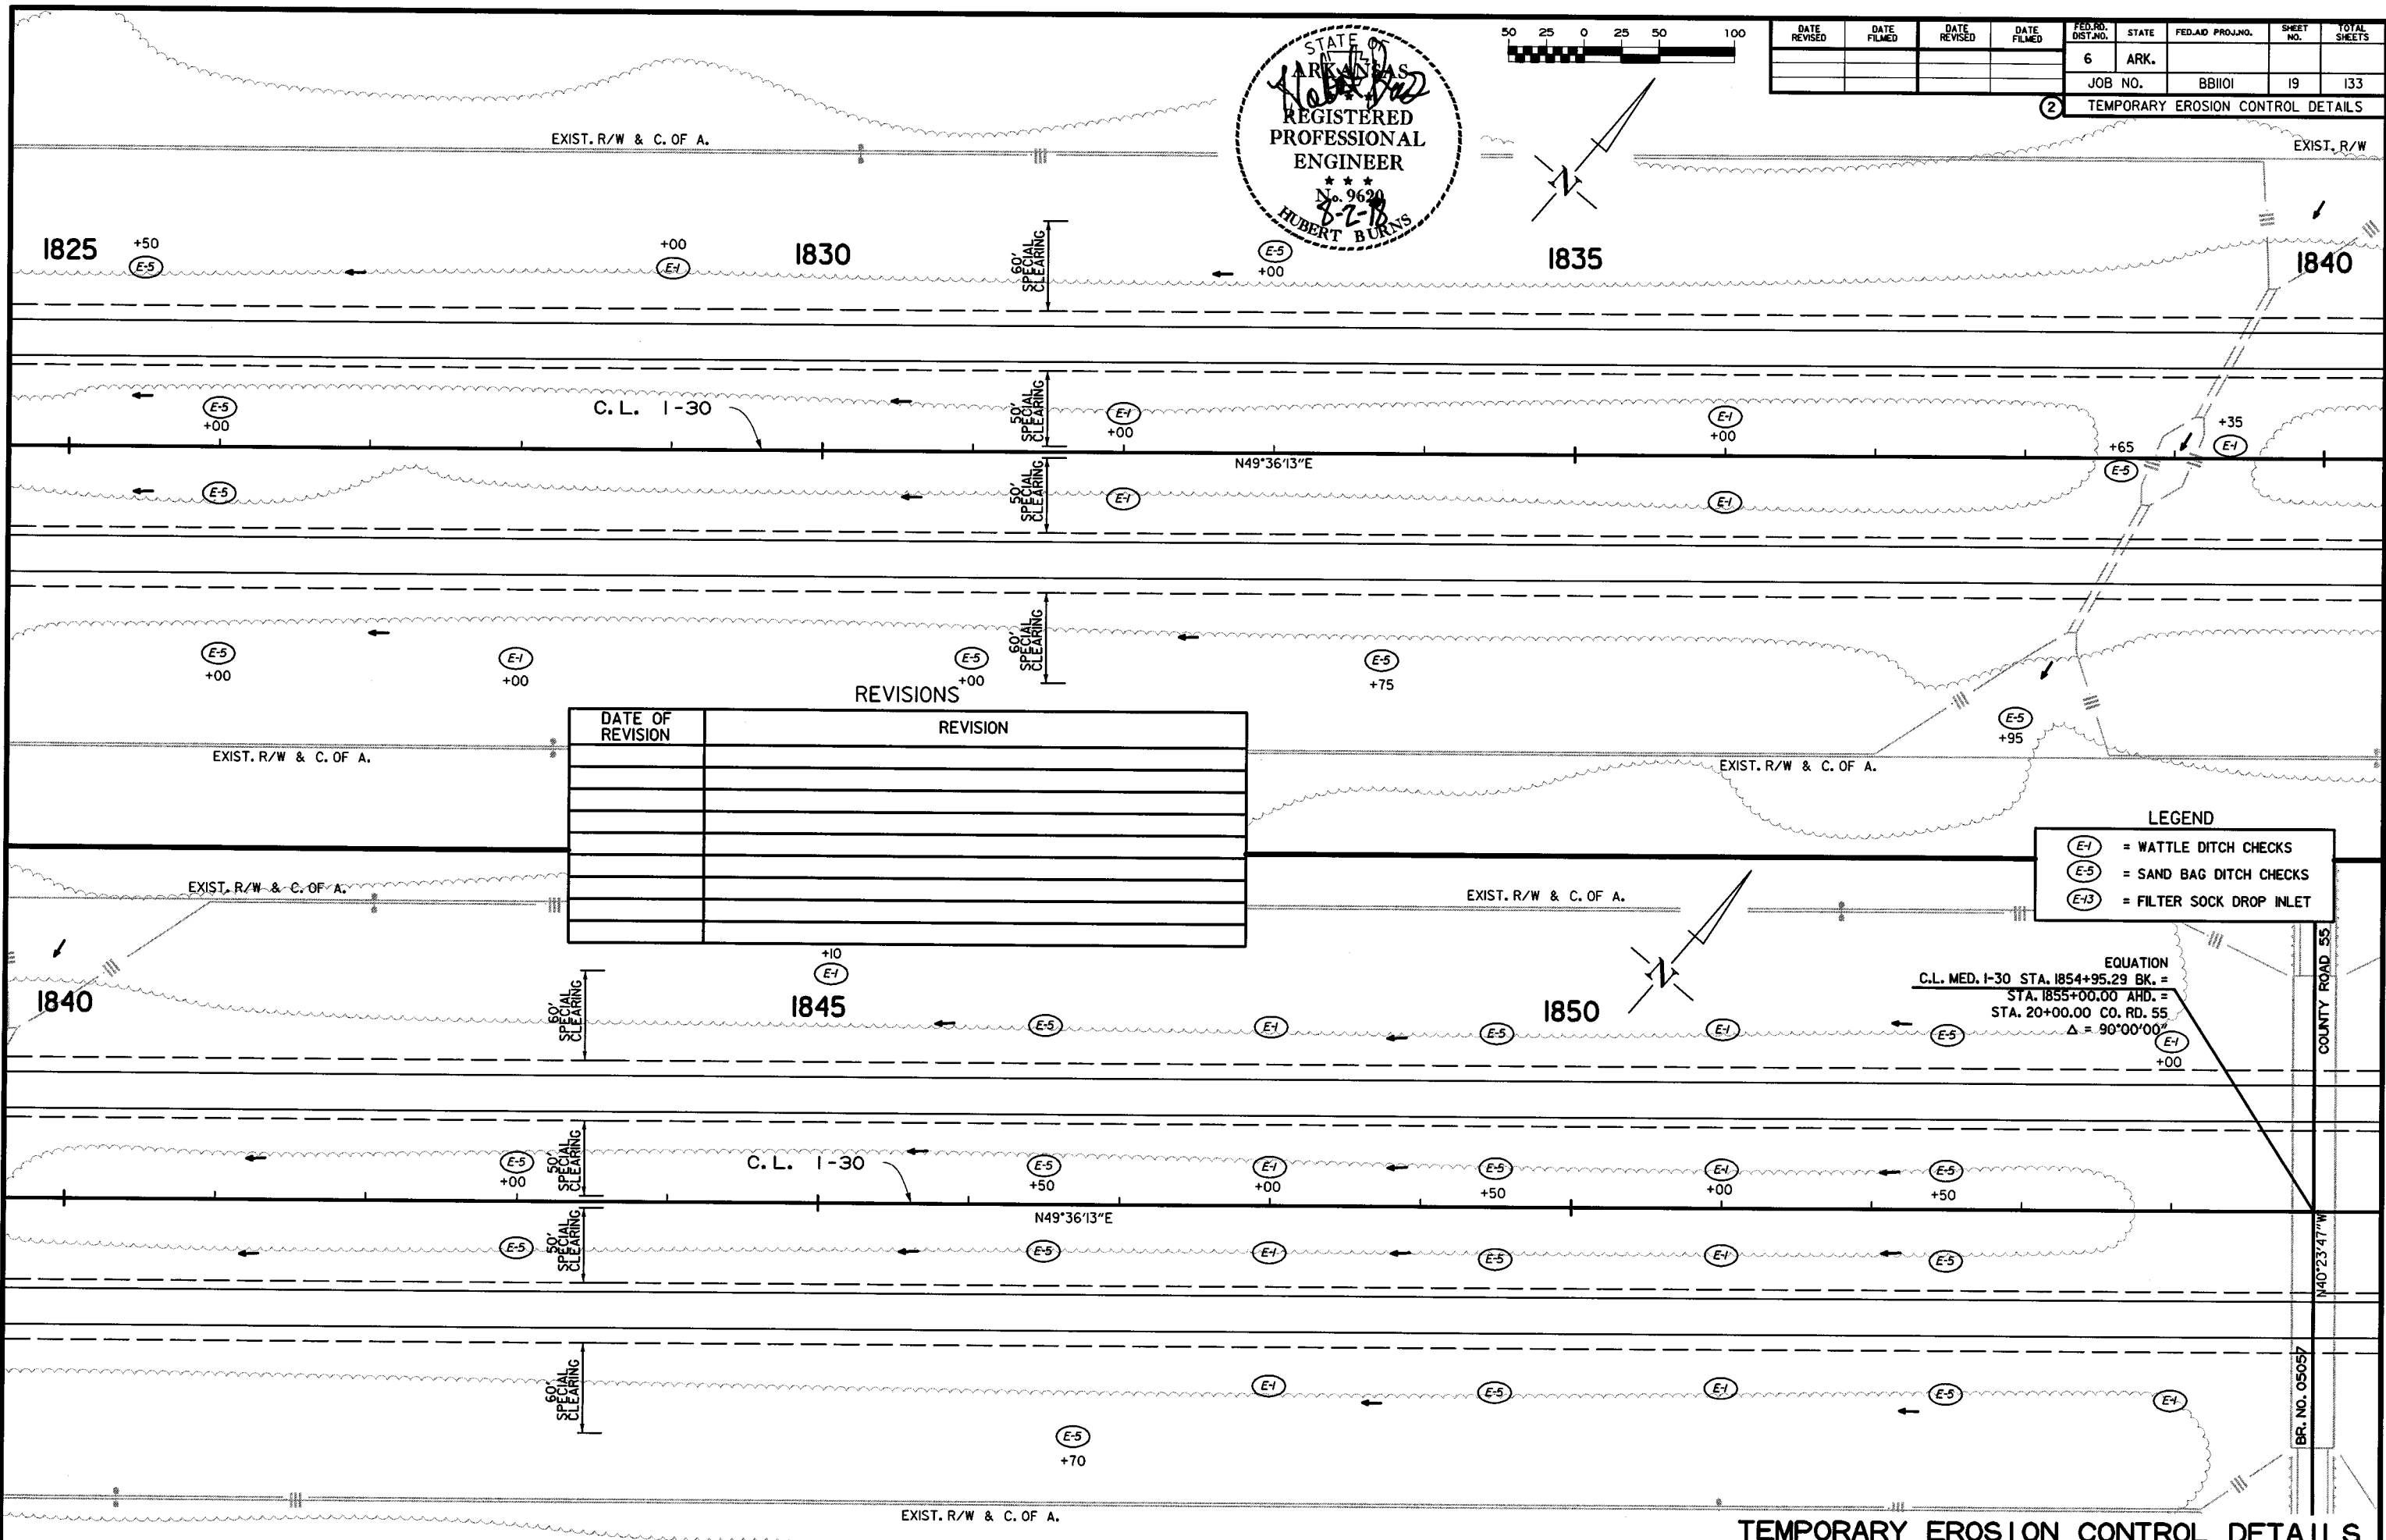 50 25 0 25 50 100
DATE REVISED
DATE FILMED
DATE REVISED
DATE FILMED
FED.RD. DIST.NO.
STATE
FED.AID PROJ.NO.
SHEET NO.
TOTAL SHEETS
6 ARK.
JOB NO. BB1101 19 133
2 TEMPORARY EROSION CONTROL DETAILS
STATE OF
ARKANSAS
REGISTERED
PROFESSIONAL
ENGINEER
No. 9620
8-2-18
HUBERT BURNS
N
EXIST. R/W & C. OF A.
EXIST. R/W
1825
+50
E-5
+00
E-1
1830
60' SPECIAL CLEARING
E-5
+00
1835
1840
E-5
+00
C.L. I-30
50' SPECIAL CLEARING
E-1
+00
E-1
+00
+65
E-5
+35
E-1
N49°36'13"E
E-5
50' SPECIAL CLEARING
E-1
E-1
E-5
+00
E-1
+00
E-5
+00
60' SPECIAL CLEARING
E-5
+75
E-5
+95
EXIST. R/W & C. OF A.
EXIST. R/W & C. OF A.
REVISIONS
DATE OF REVISION
REVISION
LEGEND
E-1 = WATTLE DITCH CHECKS
E-5 = SAND BAG DITCH CHECKS
E-13 = FILTER SOCK DROP INLET
EXIST. R/W & C. OF A.
EXIST. R/W & C. OF A.
N
+10
E-1
1840
60' SPECIAL CLEARING
1845
E-5
E-1
E-5
1850
E-1
E-5
E-1
+00
EQUATION
C.L. MED. I-30 STA. 1854+95.29 BK. =
STA. 1855+00.00 AHD. =
STA. 20+00.00 CO. RD. 55
Δ = 90°00'00"
COUNTY ROAD 55
E-5
+00
50' SPECIAL CLEARING
C.L. I-30
E-5
+50
E-1
+00
E-5
+50
E-1
+00
E-5
+50
N49°36'13"E
N40°23'47"W
E-5
50' SPECIAL CLEARING
E-5
E-1
E-5
E-1
E-5
60' SPECIAL CLEARING
E-1
E-5
E-1
E-5
E-1
E-5
+70
BR. NO. 05057
EXIST. R/W & C. OF A.
TEMPORARY EROSION CONTROL DETAILS